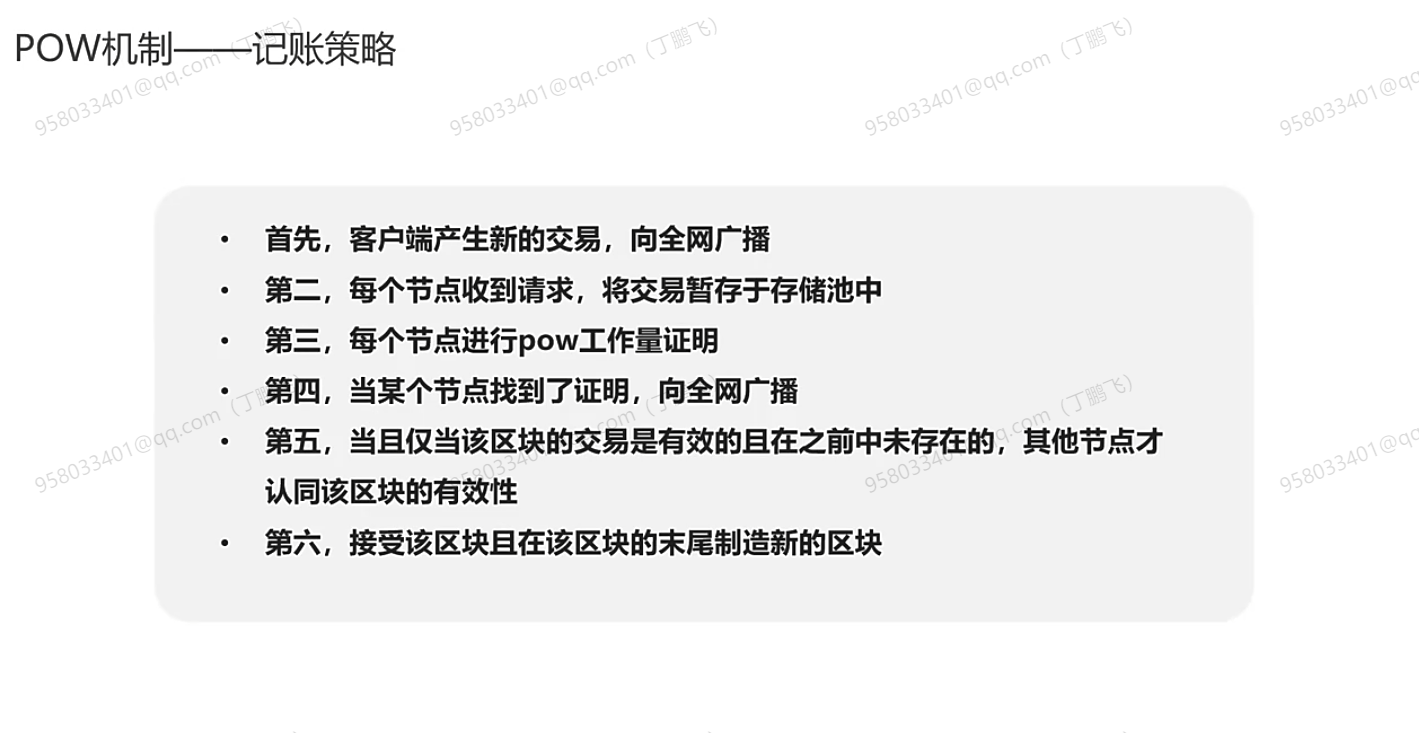 POW机制——记账策略
958033401@qq.com（丁鹏飞）
958033401@qq.com（丁鹏飞）
958033401@qq.com（丁鹏飞）
958033401@qq
• 首先，客户端产生新的交易，向全网广播
• 第二，每个节点收到请求，将交易暂存于存储池中
• 第三，每个节点进行pow工作量证明
• 第四，当某个节点找到了证明，向全网广播
• 第五，当且仅当该区块的交易是有效的且在之前中未存在的，其他节点才
认同该区块的有效性
• 第六，接受该区块且在该区块的末尾制造新的区块
958033401@qq.com（丁鹏飞）
958033401@qq.com（丁鹏飞）
958033401@qq.com（丁鹏飞）
958033401@qq